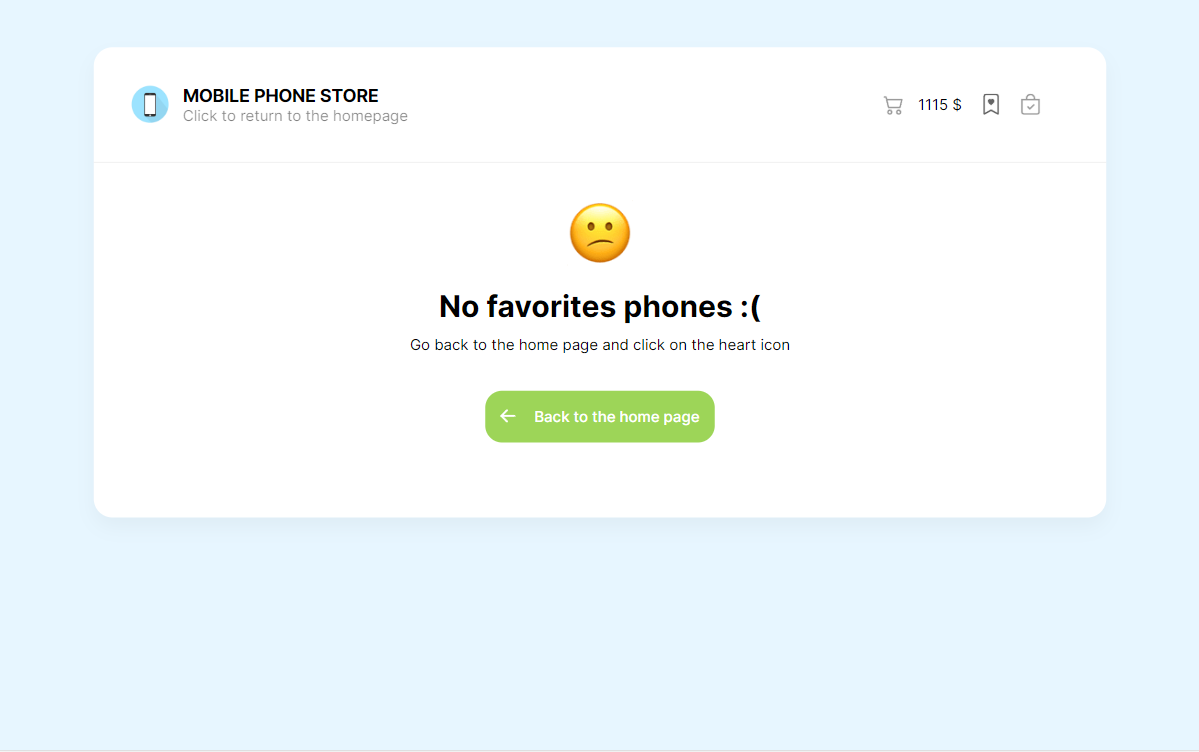 MOBILE PHONE STORE
Click to return to the homepage
1115 $
No favorites phones :(
Go back to the home page and click on the heart icon
Back to the home page